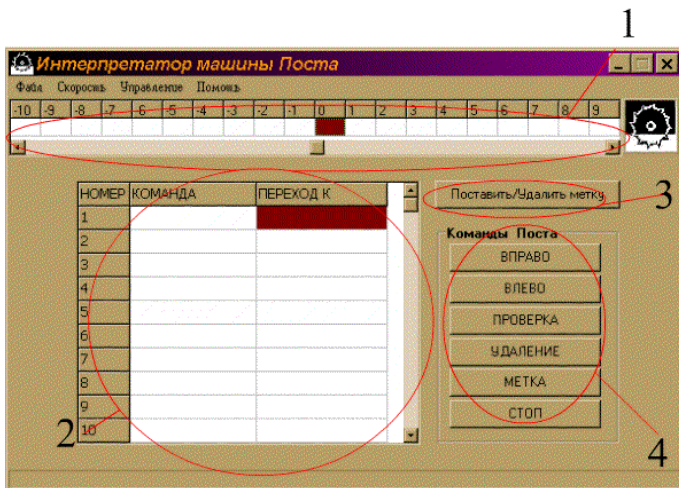 1
Интерпретатор машины Поста
Файл Скорость Управление Помощь
-10 -9 -8 -7 -6 -5 -4 -3 -2 -1 0 1 2 3 4 5 6 7 8 9
НОМЕР КОМАНДА ПЕРЕХОД К
Поставить/Удалить метку
3
1
Команды Поста
2
ВПРАВО
3
4
ВЛЕВО
5
ПРОВЕРКА
6
УДАЛЕНИЕ
7
8
МЕТКА
9
СТОП
2
10
4